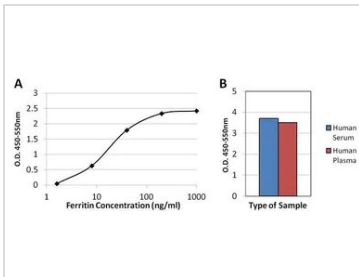 A
3
2.5
2
1.5
1
0.5
0
O.D. 450-550nm
1 10 100 1000
Ferritin Concentration (ng/ml)
B
5
4
3
2
1
0
O.D. 450-550nm
Type of Sample
Human
Serum
Human
Plasma